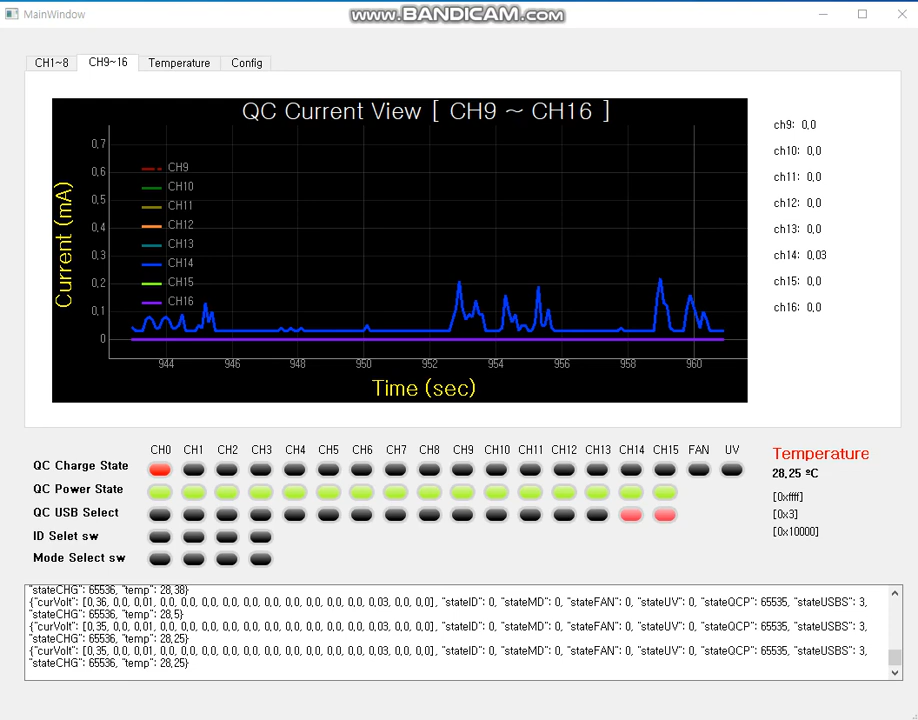 MainWindow
www.BANDICAM.com
CH1~8 CH9~16 Temperature Config
QC Current View [ CH9 ~ CH16 ]
Current (mA)
0,7
0,6
0,5
0,4
0,3
0,2
0,1
0
CH9
CH10
CH11
CH12
CH13
CH14
CH15
CH16
944 946 948 950 952 954 956 958 960
Time (sec)
ch9: 0,0
ch10: 0,0
ch11: 0,0
ch12: 0,0
ch13: 0,0
ch14: 0,03
ch15: 0,0
ch16: 0,0
CH0 CH1 CH2 CH3 CH4 CH5 CH6 CH7 CH8 CH9 CH10 CH11 CH12 CH13 CH14 CH15 FAN UV
QC Charge State
QC Power State
QC USB Select
ID Selet sw
Mode Select sw
Temperature
28,25 ºC
[0xffff]
[0x3]
[0x10000]
"stateCHG": 65536, "temp": 28,38}
{"curVolt": [0,36, 0,0, 0,01, 0,0, 0,0, 0,0, 0,0, 0,0, 0,0, 0,0, 0,0, 0,0, 0,0, 0,03, 0,0, 0,0], "stateID": 0, "stateMD": 0, "stateFAN": 0, "stateUV": 0, "stateQCP": 65535, "stateUSBS": 3,
"stateCHG": 65536, "temp": 28,5}
{"curVolt": [0,35, 0,0, 0,01, 0,0, 0,0, 0,0, 0,0, 0,0, 0,0, 0,0, 0,0, 0,0, 0,0, 0,03, 0,0, 0,0], "stateID": 0, "stateMD": 0, "stateFAN": 0, "stateUV": 0, "stateQCP": 65535, "stateUSBS": 3,
"stateCHG": 65536, "temp": 28,25}
{"curVolt": [0,35, 0,0, 0,01, 0,0, 0,0, 0,0, 0,0, 0,0, 0,0, 0,0, 0,0, 0,0, 0,0, 0,03, 0,0, 0,0], "stateID": 0, "stateMD": 0, "stateFAN": 0, "stateUV": 0, "stateQCP": 65535, "stateUSBS": 3,
"stateCHG": 65536, "temp": 28,25}